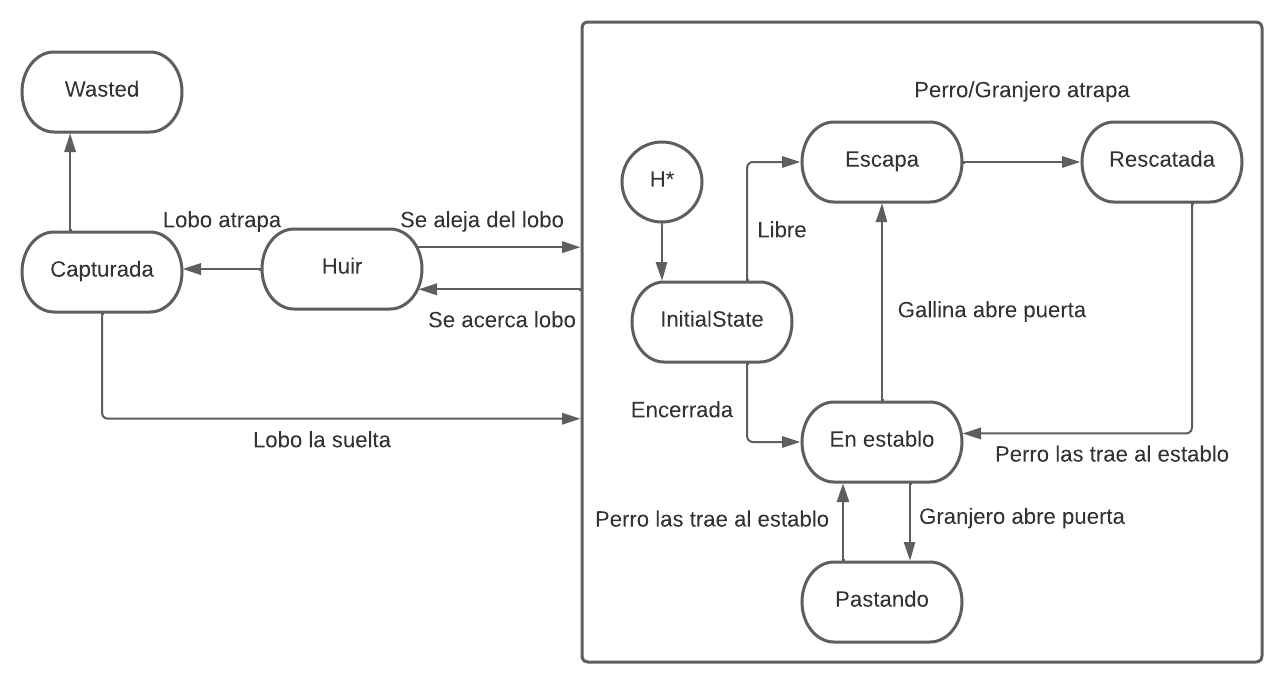 Wasted
Perro/Granjero atrapa
Escapa
Rescatada
H*
Lobo atrapa
Se aleja del lobo
Libre
Capturada
Huir
Gallina abre puerta
Se acerca lobo
InitialState
Encerrada
Lobo la suelta
En establo
Perro las trae al establo
Perro las trae al establo
Granjero abre puerta
Pastando